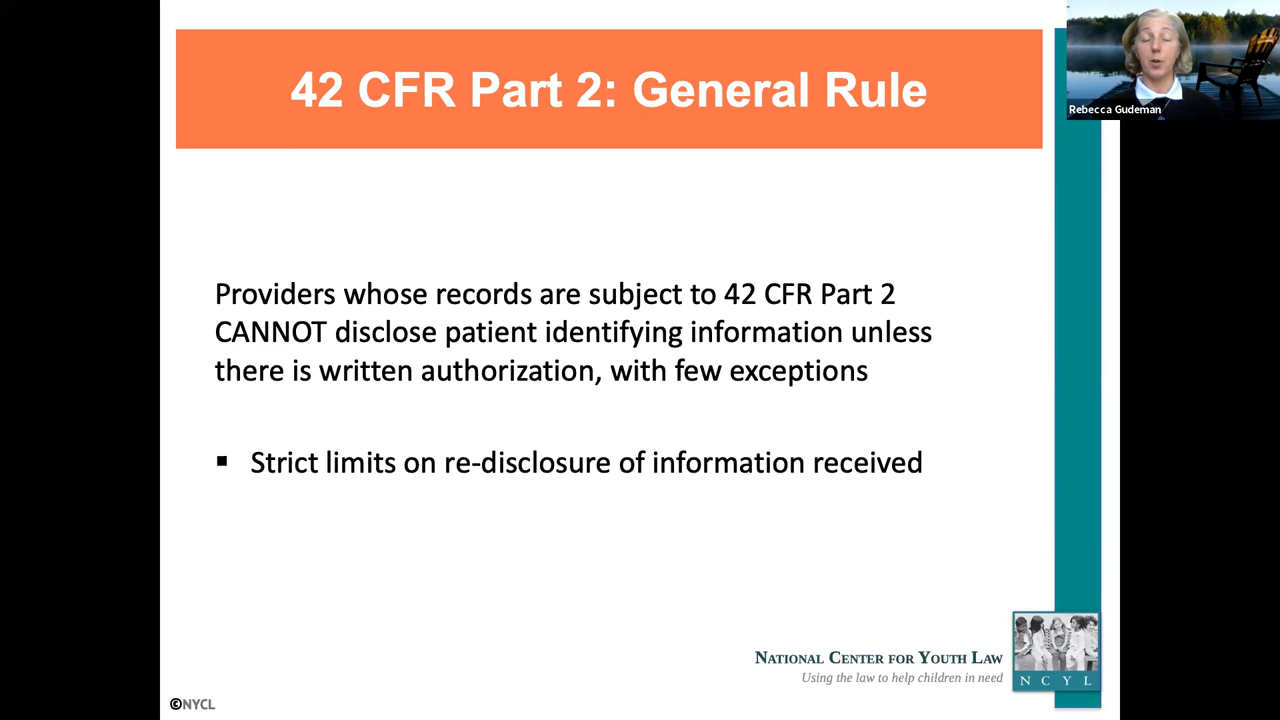 42 CFR Part 2: General Rule
Rebecca Gudeman
Providers whose records are subject to 42 CFR Part 2
CANNOT disclose patient identifying information unless
there is written authorization, with few exceptions
▪ Strict limits on re-disclosure of information received
National Center for Youth Law
Using the law to help children in need
N C Y L
©NYCL